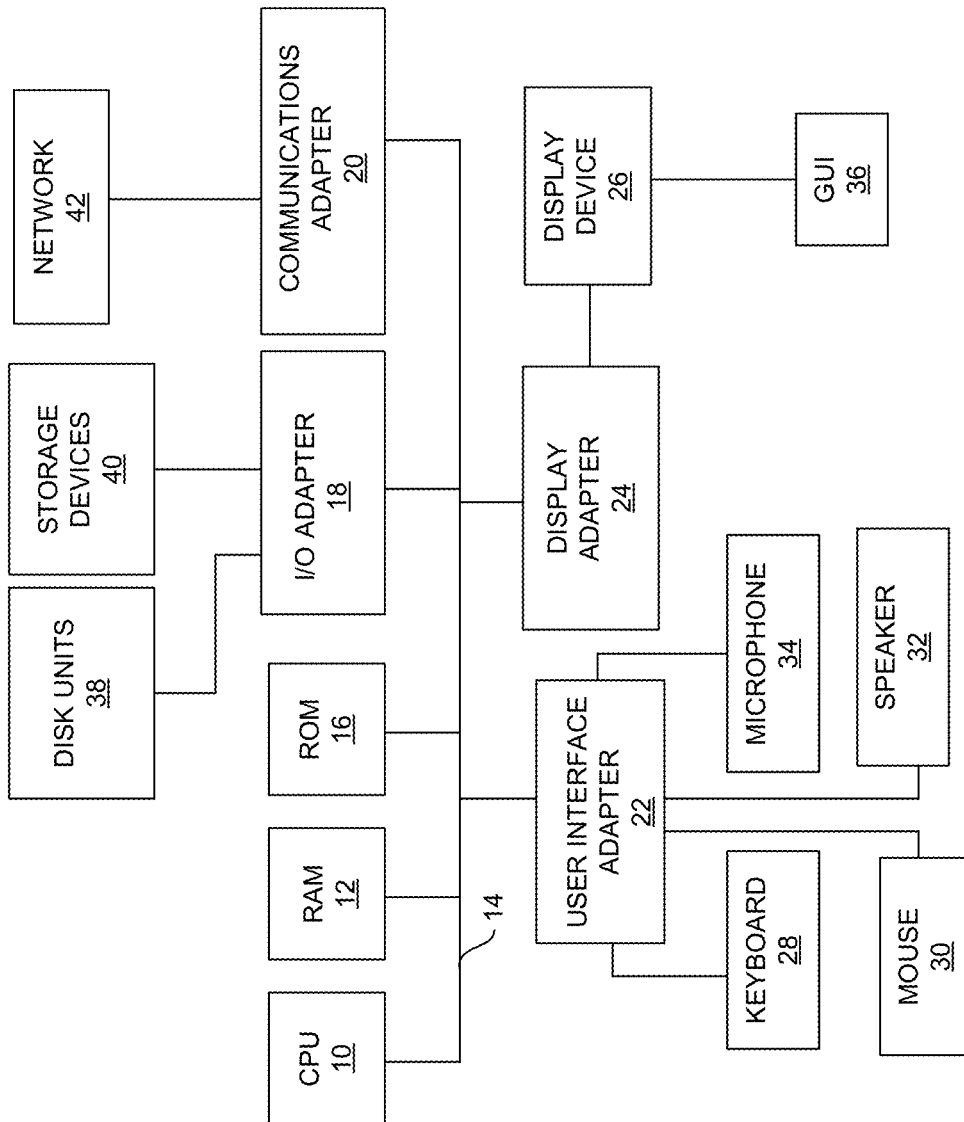 DISK UNITS
38
STORAGE
DEVICES
40
NETWORK
42
CPU
10
RAM
12
ROM
16
I/O ADAPTER
18
COMMUNICATIONS
ADAPTER
20
14
USER INTERFACE
ADAPTER
22
DISPLAY
ADAPTER
24
DISPLAY
DEVICE
26
KEYBOARD
28
MICROPHONE
34
GUI
36
MOUSE
30
SPEAKER
32